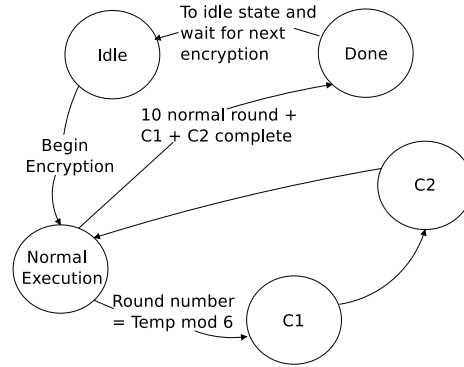 To idle state and
wait for next
encryption
Idle
Done
10 normal round +
C1 + C2 complete
Begin
Encryption
C2
Normal
Execution
Round number
= Temp mod 6
C1